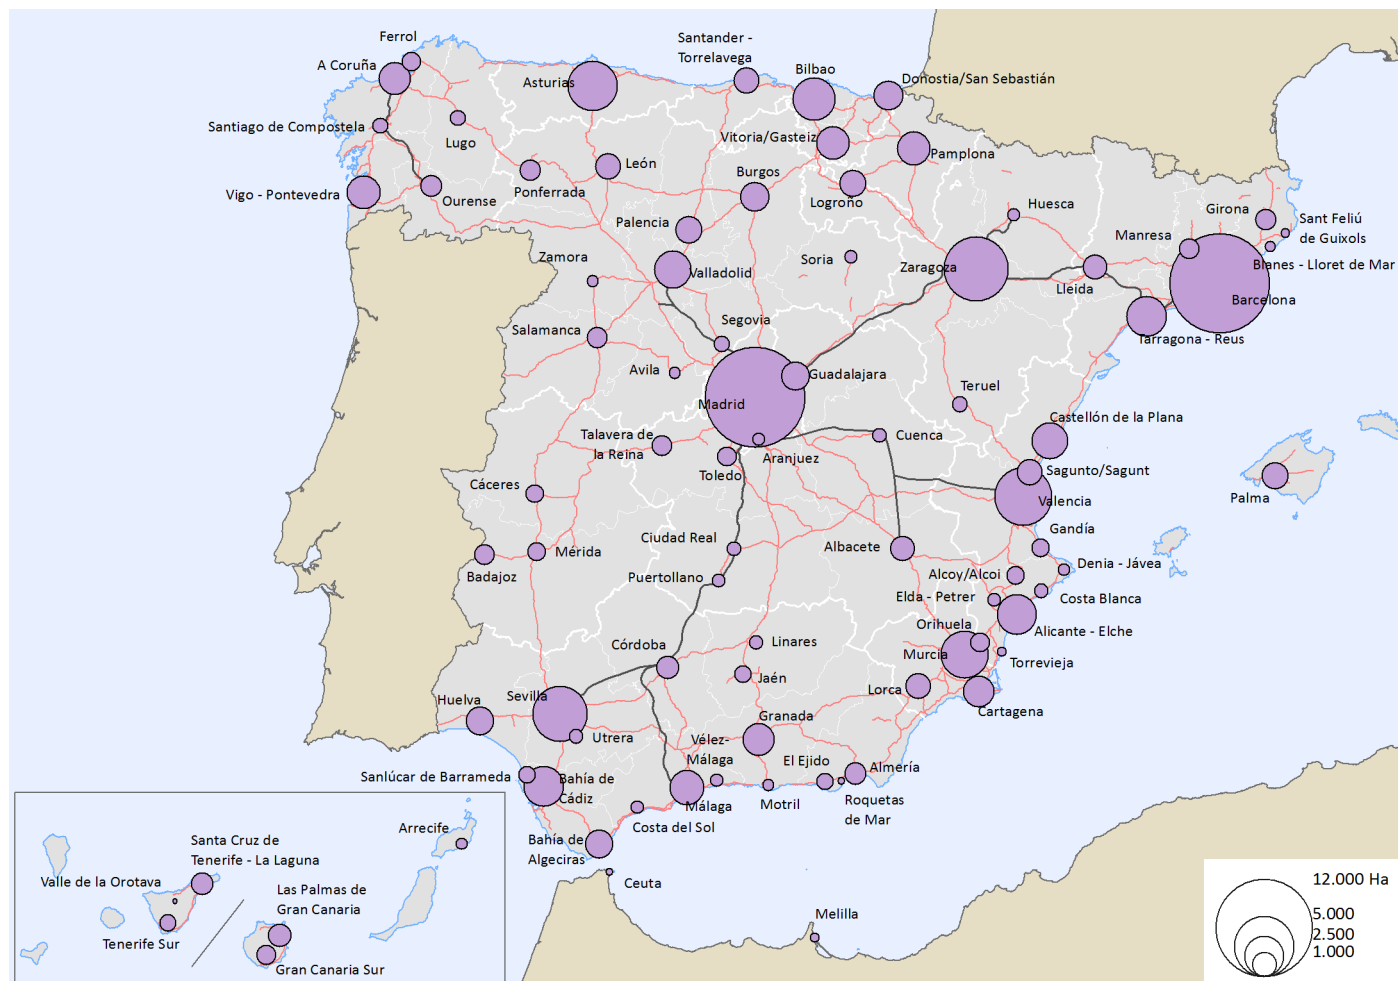 Ferrol
A Coruña
Santander -
Torrelavega
Asturias
Bilbao
Donostia/San Sebastián
Santiago de Compostela
Lugo
Vitoria/Gasteiz
Pamplona
León
Ponferrada
Burgos
Logroño
Vigo - Pontevedra
Ourense
Palencia
Huesca
Girona
Sant Feliú
de Guixols
Manresa
Zamora
Valladolid
Soria
Zaragoza
Lleida
Blanes - Lloret de Mar
Barcelona
Salamanca
Segovia
Tarragona - Reus
Avila
Guadalajara
Madrid
Teruel
Castellón de la Plana
Talavera de
la Reina
Toledo
Aranjuez
Cuenca
Sagunto/Sagunt
Palma
Cáceres
Valencia
Gandía
Ciudad Real
Albacete
Badajoz
Mérida
Denia - Jávea
Puertollano
Alcoy/Alcoi
Elda - Petrer
Costa Blanca
Orihuela
Alicante - Elche
Córdoba
Linares
Murcia
Torrevieja
Jaén
Lorca
Huelva
Sevilla
Cartagena
Granada
Utrera
Vélez-
Málaga
El Ejido
Almería
Sanlúcar de Barrameda
Bahía de
Cádiz
Málaga
Motril
Roquetas
de Mar
Costa del Sol
Bahía de
Algeciras
Ceuta
Melilla
Arrecife
Santa Cruz de
Tenerife - La Laguna
Valle de la Orotava
Las Palmas de
Gran Canaria
Tenerife Sur
Gran Canaria Sur
12.000 Ha
5.000
2.500
1.000